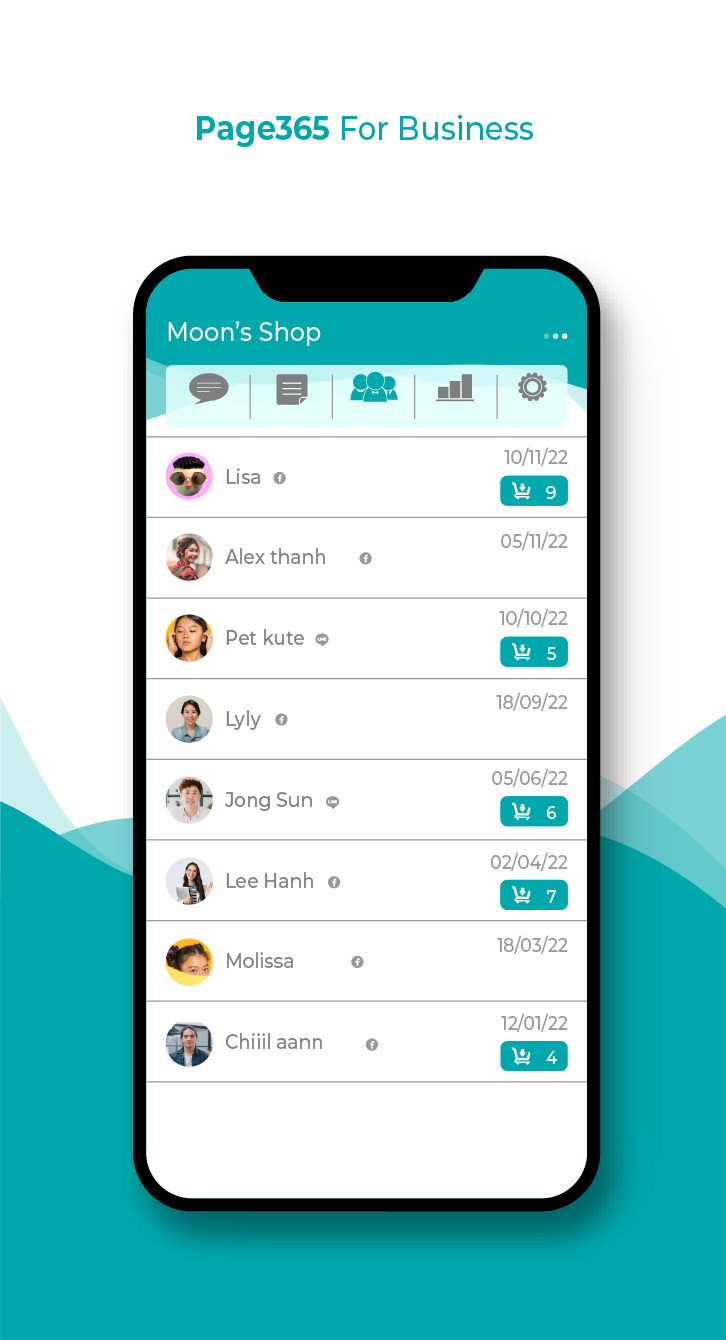 Page365 For Business
Moon's Shop
Lisa
10/11/22
9
Alex thanh
05/11/22
Pet kute
LINE
10/10/22
5
Lyly
18/09/22
Jong Sun
LINE
05/06/22
6
Lee Hanh
02/04/22
7
Molissa
18/03/22
Chiiil aann
12/01/22
4